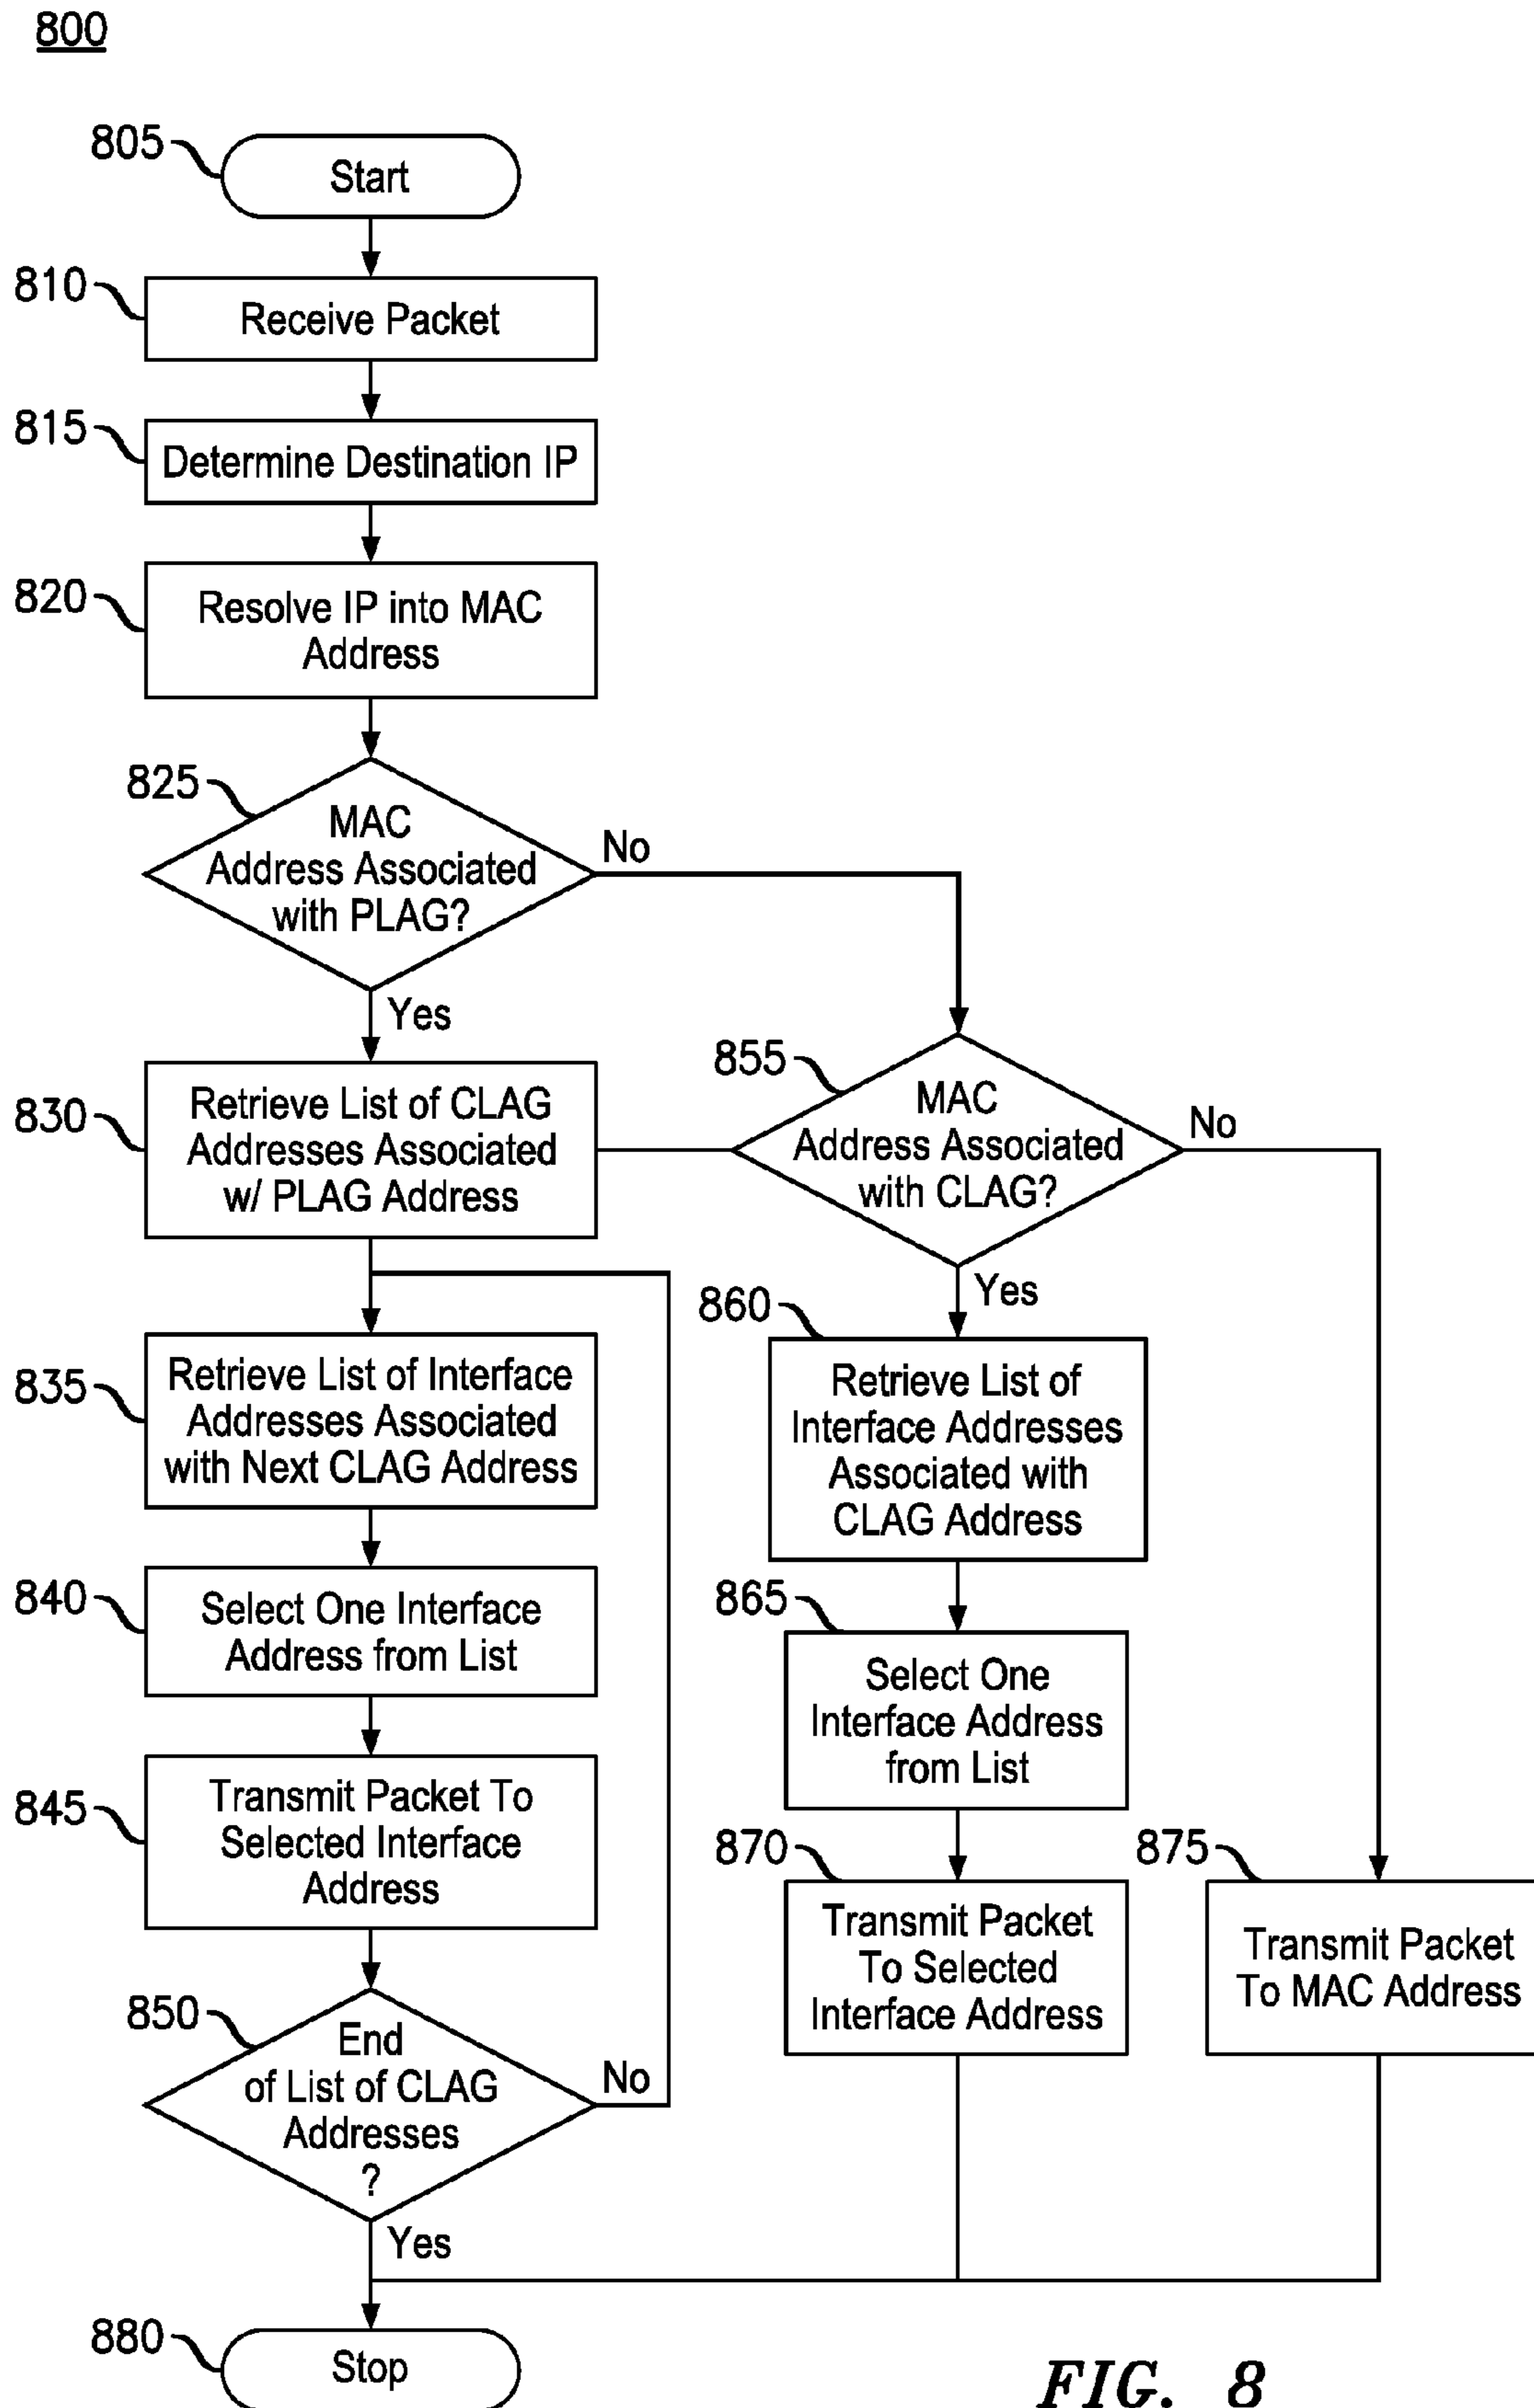 800
805
Start
810
Receive Packet
815
Determine Destination IP
820
Resolve IP into MAC
Address
825
MAC
Address Associated
with PLAG?
No
Yes
830
Retrieve List of CLAG
Addresses Associated
w/ PLAG Address
855
MAC
Address Associated
with CLAG?
No
Yes
835
Retrieve List of Interface
Addresses Associated
with Next CLAG Address
860
Retrieve List of
Interface Addresses
Associated with
CLAG Address
840
Select One Interface
Address from List
865
Select One
Interface Address
from List
845
Transmit Packet To
Selected Interface
Address
870
Transmit Packet
To Selected
Interface Address
875
Transmit Packet
To MAC Address
850
End
of List of CLAG
Addresses
?
No
Yes
880
Stop
FIG. 8